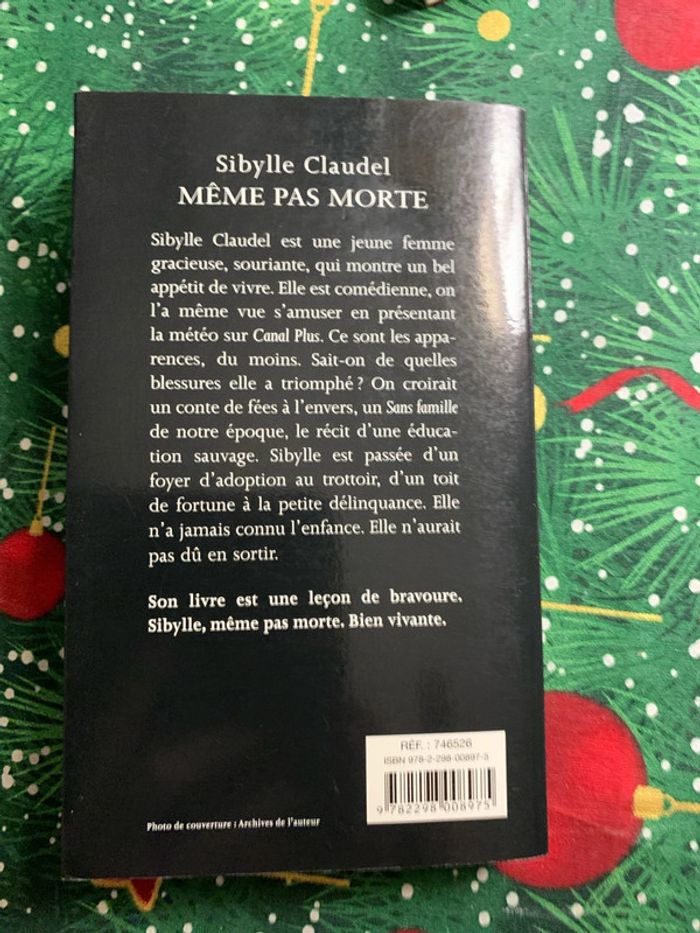 Sibylle Claudel
MÊME PAS MORTE
Sibylle Claudel est une jeune femme
gracieuse, souriante, qui montre un bel
appétit de vivre. Elle est comédienne, on
l'a même vue s'amuser en présentant
la météo sur Canal Plus. Ce sont les appa-
rences, du moins. Sait-on de quelles
blessures elle a triomphé ? On croirait
un conte de fées à l'envers, un Sans famille
de notre époque, le récit d'une éduca-
tion sauvage. Sibylle est passée d'un
foyer d'adoption au trottoir, d'un toit
de fortune à la petite délinquance. Elle
n'a jamais connu l'enfance. Elle n'aurait
pas dû en sortir.
Son livre est une leçon de bravoure.
Sibylle, même pas morte. Bien vivante.
RÉF. : 746526
ISBN 978-2-298-00897-5
9 782298 008975
Photo de couverture : Archives de l'auteur